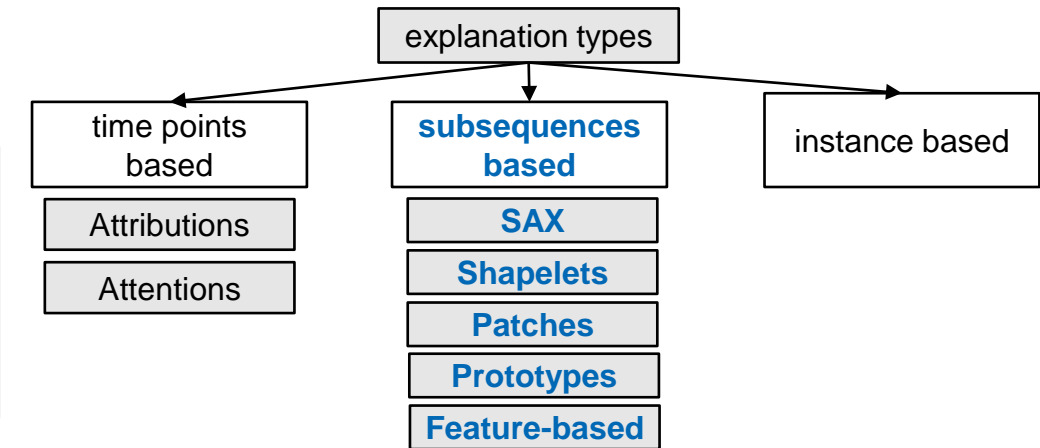 explanation types
time points
based
Attributions
Attentions
subsequences
based
SAX
Shapelets
Patches
Prototypes
Feature-based
instance based